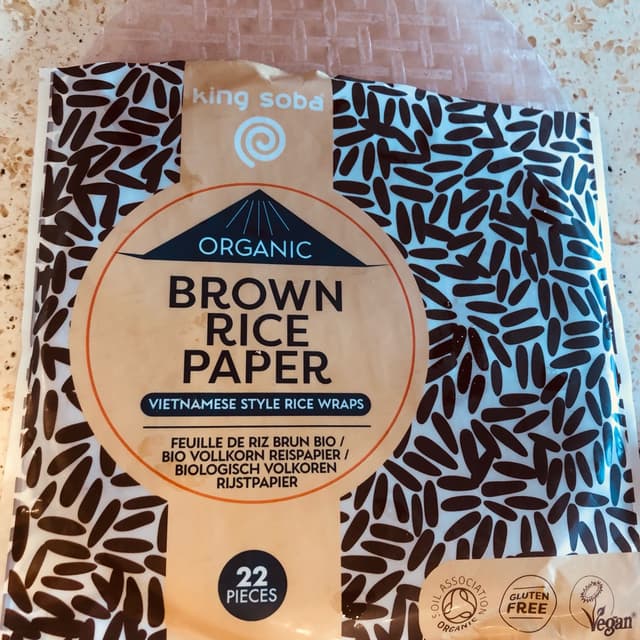 king soba
ORGANIC
BROWN
RICE
PAPER
VIETNAMESE STYLE RICE WRAPS
FEUILLE DE RIZ BRUN BIO /
BIO VOLLKORN REISPAPIER /
BIOLOGISCH VOLKOREN
RIJSTPAPIER
22
PIECES
SOIL ASSOCIATION
ORGANIC
GLUTEN
FREE
Vegan